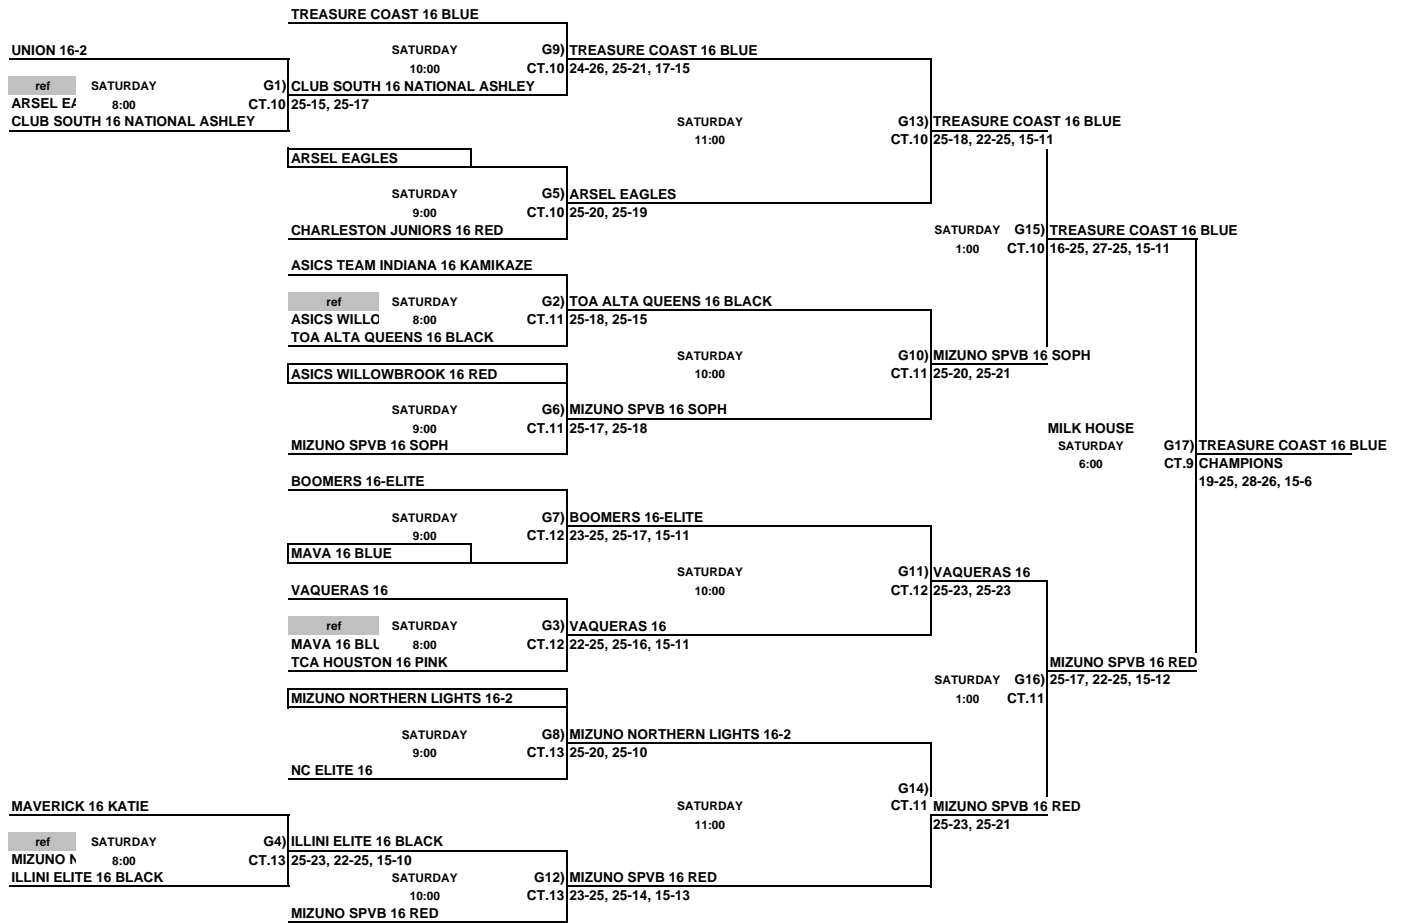 TREASURE COAST 16 BLUE
UNION 16-2
SATURDAY
G9) TREASURE COAST 16 BLUE
10:00
CT.10 24-26, 25-21, 17-15
ref SATURDAY
G1) CLUB SOUTH 16 NATIONAL ASHLEY
ARSEL EA 8:00
CT.10 25-15, 25-17
CLUB SOUTH 16 NATIONAL ASHLEY
SATURDAY
G13) TREASURE COAST 16 BLUE
11:00
CT.10 25-18, 22-25, 15-11
ARSEL EAGLES
SATURDAY
G5) ARSEL EAGLES
9:00
CT.10 25-20, 25-19
CHARLESTON JUNIORS 16 RED
SATURDAY G15) TREASURE COAST 16 BLUE
1:00 CT.10 16-25, 27-25, 15-11
ASICS TEAM INDIANA 16 KAMIKAZE
ref SATURDAY
G2) TOA ALTA QUEENS 16 BLACK
ASICS WILLO 8:00
CT.11 25-18, 25-15
TOA ALTA QUEENS 16 BLACK
SATURDAY
G10) MIZUNO SPVB 16 SOPH
10:00
CT.11 25-20, 25-21
ASICS WILLOWBROOK 16 RED
SATURDAY
G6) MIZUNO SPVB 16 SOPH
9:00
CT.11 25-17, 25-18
MIZUNO SPVB 16 SOPH
MILK HOUSE
SATURDAY
G17) TREASURE COAST 16 BLUE
6:00
CT.9 CHAMPIONS
19-25, 28-26, 15-6
BOOMERS 16-ELITE
SATURDAY
G7) BOOMERS 16-ELITE
9:00
CT.12 23-25, 25-17, 15-11
MAVA 16 BLUE
SATURDAY
G11) VAQUERAS 16
10:00
CT.12 25-23, 25-23
VAQUERAS 16
ref SATURDAY
G3) VAQUERAS 16
MAVA 16 BLU 8:00
CT.12 22-25, 25-16, 15-11
TCA HOUSTON 16 PINK
MIZUNO SPVB 16 RED
SATURDAY G16) 25-17, 22-25, 15-12
1:00 CT.11
MIZUNO NORTHERN LIGHTS 16-2
SATURDAY
G8) MIZUNO NORTHERN LIGHTS 16-2
9:00
CT.13 25-20, 25-10
NC ELITE 16
G14)
MAVERICK 16 KATIE
SATURDAY
CT.11 MIZUNO SPVB 16 RED
11:00
25-23, 25-21
ref SATURDAY
G4) ILLINI ELITE 16 BLACK
MIZUNO N 8:00
CT.13 25-23, 22-25, 15-10
ILLINI ELITE 16 BLACK
SATURDAY
G12) MIZUNO SPVB 16 RED
10:00
CT.13 23-25, 25-14, 15-13
MIZUNO SPVB 16 RED